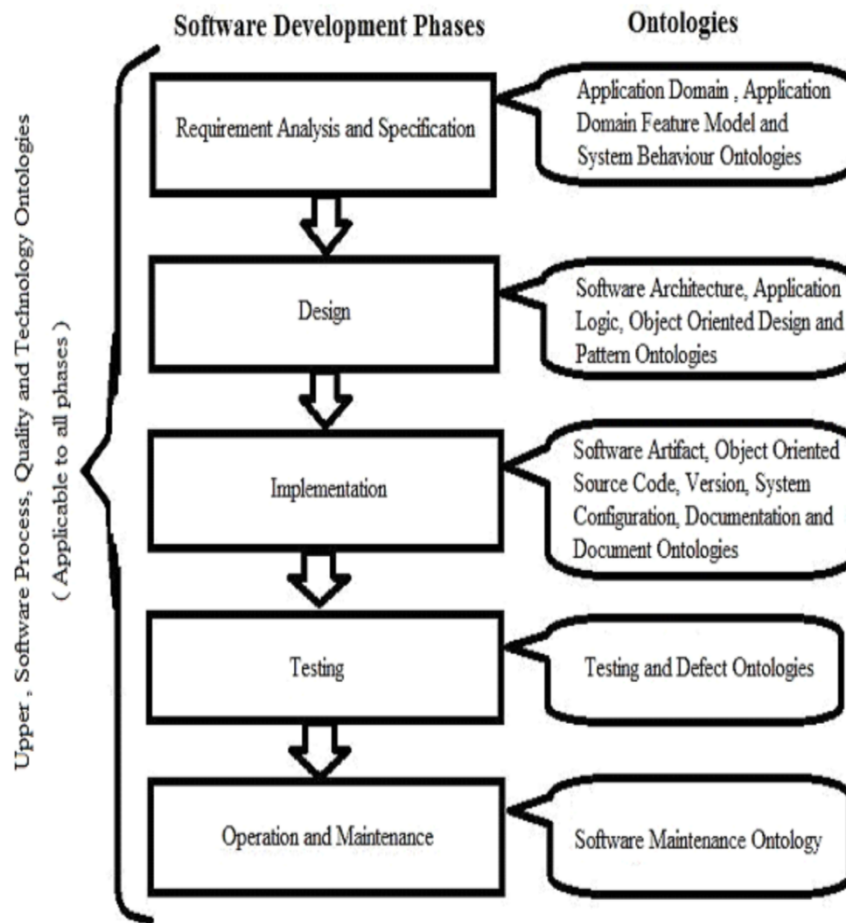 Software Development Phases
Ontologies
Upper , Software Process, Quality and Technology Ontologies
( Applicable to all phases )
Requirement Analysis and Specification
Application Domain , Application
Domain Feature Model and
System Behaviour Ontologies
Design
Software Architecture, Application
Logic, Object Oriented Design and
Pattern Ontologies
Implementation
Software Artifact, Object Oriented
Source Code, Version, System
Configuration, Documentation and
Document Ontologies
Testing
Testing and Defect Ontologies
Operation and Maintenance
Software Maintenance Ontology